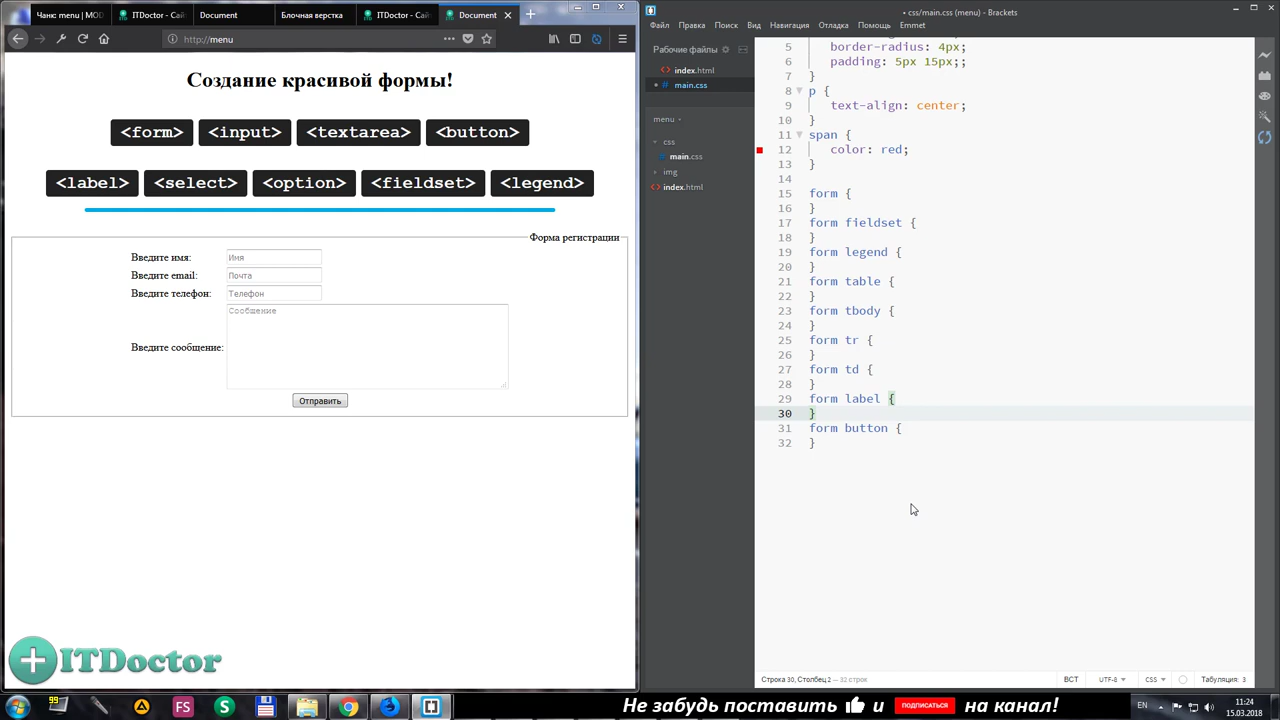 Чанк: menu | MOD
ITDoctor - Сай
Document
Блочная верстка
ITDoctor - Сай
Document
http://menu
Создание красивой формы!
<form> <input> <textarea> <button>
<label> <select> <option> <fieldset> <legend>
Форма регистрации
Введите имя: Имя
Введите email: Почта
Введите телефон: Телефон
Сообщение
Введите сообщение:
Отправить
ITDoctor
• css/main.css (menu) - Brackets
Файл Правка Поиск Вид Навигация Отладка Помощь Emmet
Рабочие файлы
index.html
main.css
menu
css
main.css
img
index.html
5 border-radius: 4px;
6 padding: 5px 15px;;
7 }
8 p {
9 text-align: center;
10 }
11 span {
12 color: red;
13 }
14
15 form {
16 }
17 form fieldset {
18 }
19 form legend {
20 }
21 form table {
22 }
23 form tbody {
24 }
25 form tr {
26 }
27 form td {
28 }
29 form label {
30 }
31 form button {
32 }
Строка 30, Столбец 2 — 32 строк
ВСТ UTF-8 CSS Табуляция: 3
99 FS S
Не забудь поставить и ПОДПИСАТЬСЯ на канал!
EN
11:24
15.03.2018